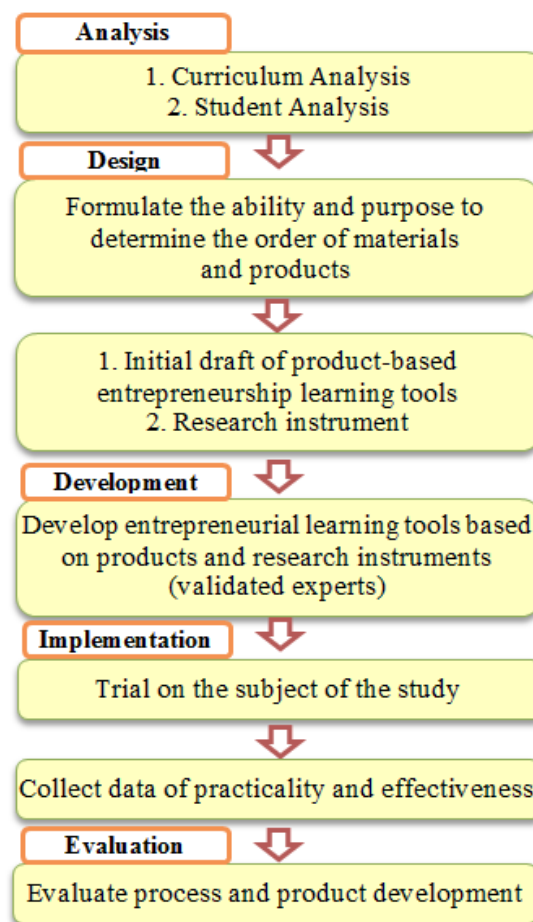 Analysis
1. Curriculum Analysis
2. Student Analysis
Design
Formulate the ability and purpose to
determine the order of materials
and products
1. Initial draft of product-based
entrepreneurship learning tools
2. Research instrument
Development
Develop entrepreneurial learning tools based
on products and research instruments
(validated experts)
Implementation
Trial on the subject of the study
Collect data of practicality and effectiveness
Evaluation
Evaluate process and product development